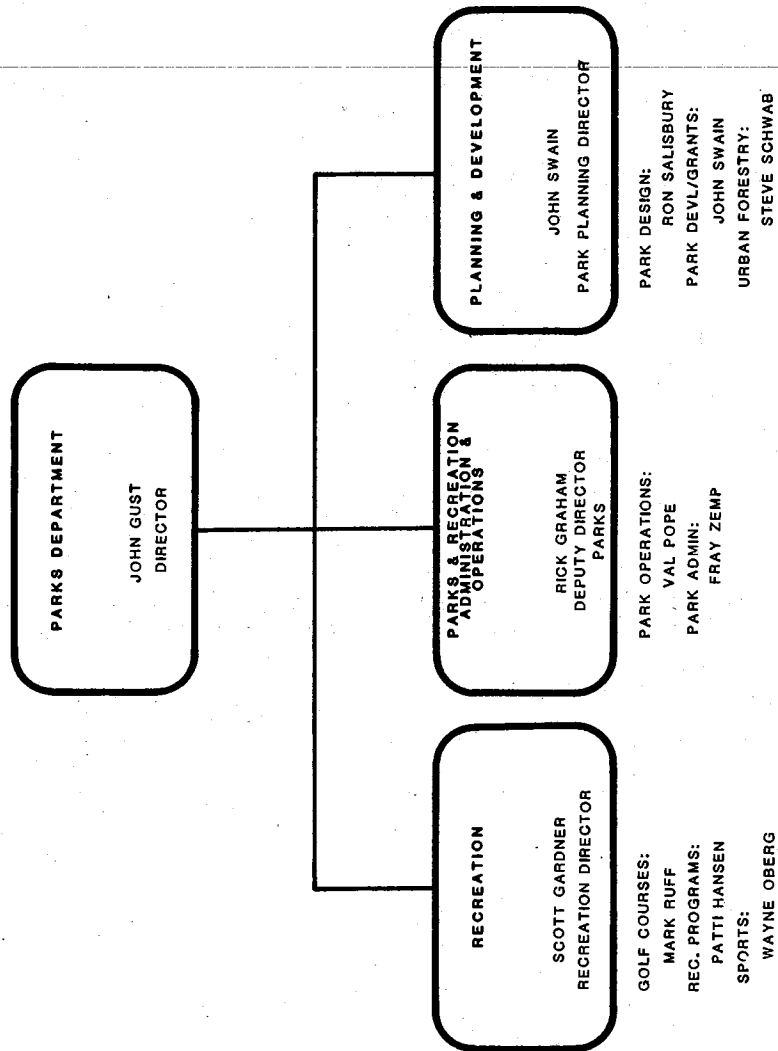 PARKS DEPARTMENT
JOHN GUST
DIRECTOR
RECREATION
SCOTT GARDNER
RECREATION DIRECTOR
GOLF COURSES:
MARK RUFF
REC. PROGRAMS:
PATTI HANSEN
SPORTS:
WAYNE OBERG
PARKS & RECREATION
ADMINISTRATION &
OPERATIONS
RICK GRAHAM
DEPUTY DIRECTOR
PARKS
PARK OPERATIONS:
VAL POPE
PARK ADMIN:
FRAY ZEMP
PLANNING & DEVELOPMENT
JOHN SWAIN
PARK PLANNING DIRECTOR
PARK DESIGN:
RON SALISBURY
PARK DEVL/GRANTS:
JOHN SWAIN
URBAN FORESTRY:
STEVE SCHWAB